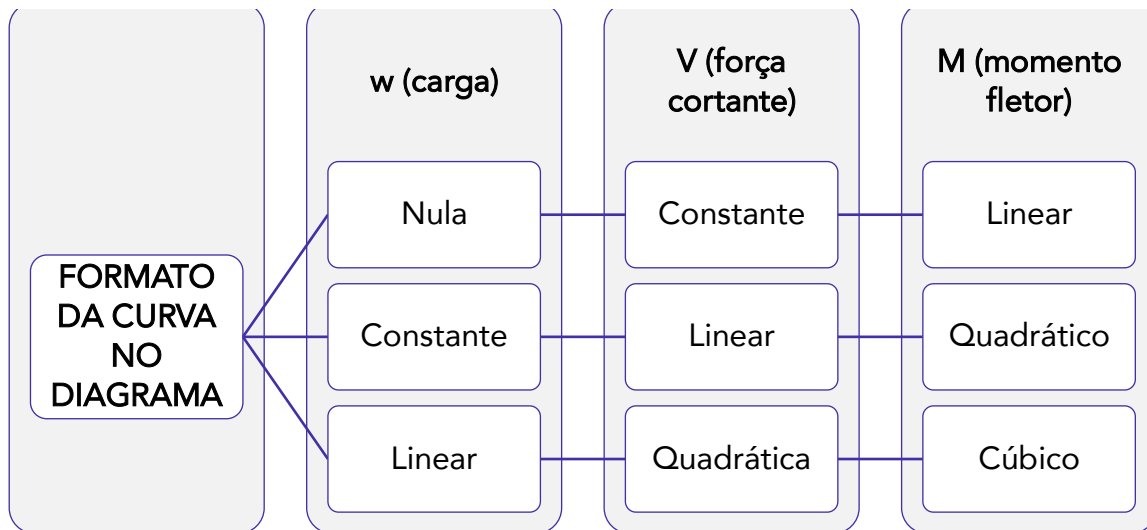 w (carga)
V (força
cortante)
M (momento
fletor)
FORMATO
DA CURVA
NO
DIAGRAMA
Nula
Constante
Linear
Constante
Linear
Quadrático
Linear
Quadrática
Cúbico